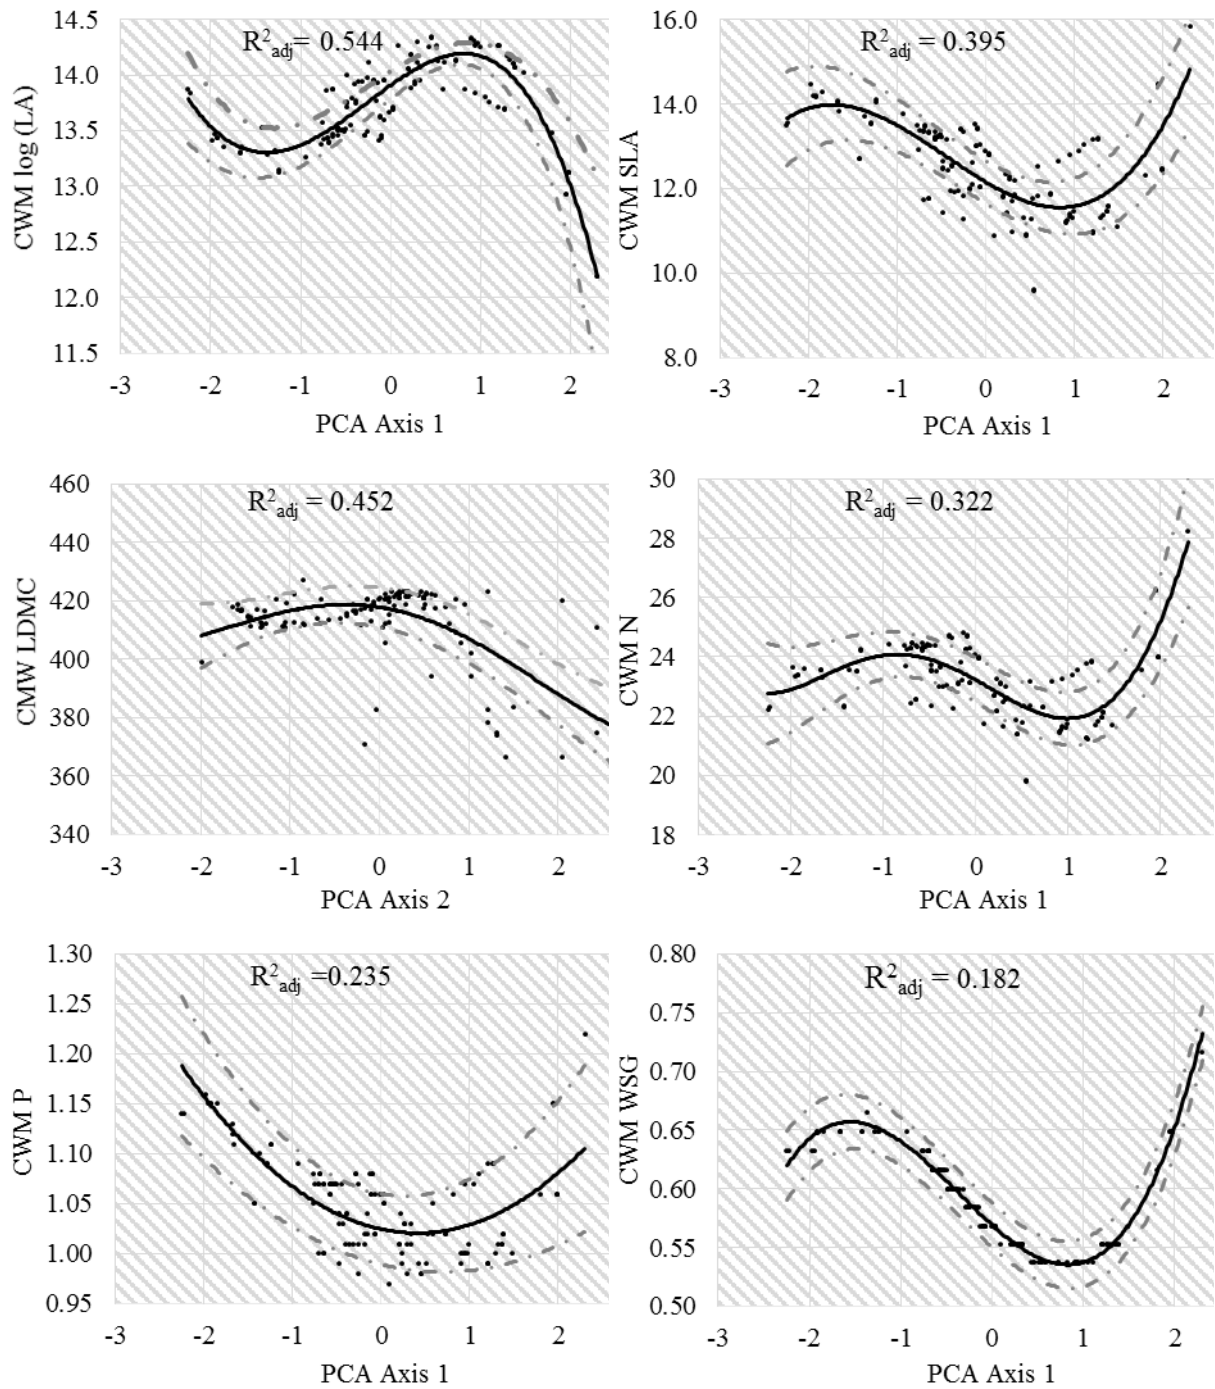 R²adj = 0.544
CWM log (LA)
14.5
14.0
13.5
13.0
12.5
12.0
11.5
-3 -2 -1 0 1 2
PCA Axis 1
R²adj = 0.395
CWM SLA
16.0
14.0
12.0
10.0
8.0
-3 -2 -1 0 1 2
PCA Axis 1
R²adj = 0.452
CMW LDMC
460
440
420
400
380
360
340
-3 -2 -1 0 1 2
PCA Axis 2
R²adj = 0.322
CWM N
30
28
26
24
22
20
18
-3 -2 -1 0 1 2
PCA Axis 1
R²adj =0.235
CWM P
1.30
1.25
1.20
1.15
1.10
1.05
1.00
0.95
-3 -2 -1 0 1 2
PCA Axis 1
R²adj = 0.182
CWM WSG
0.80
0.75
0.70
0.65
0.60
0.55
0.50
-3 -2 -1 0 1 2
PCA Axis 1